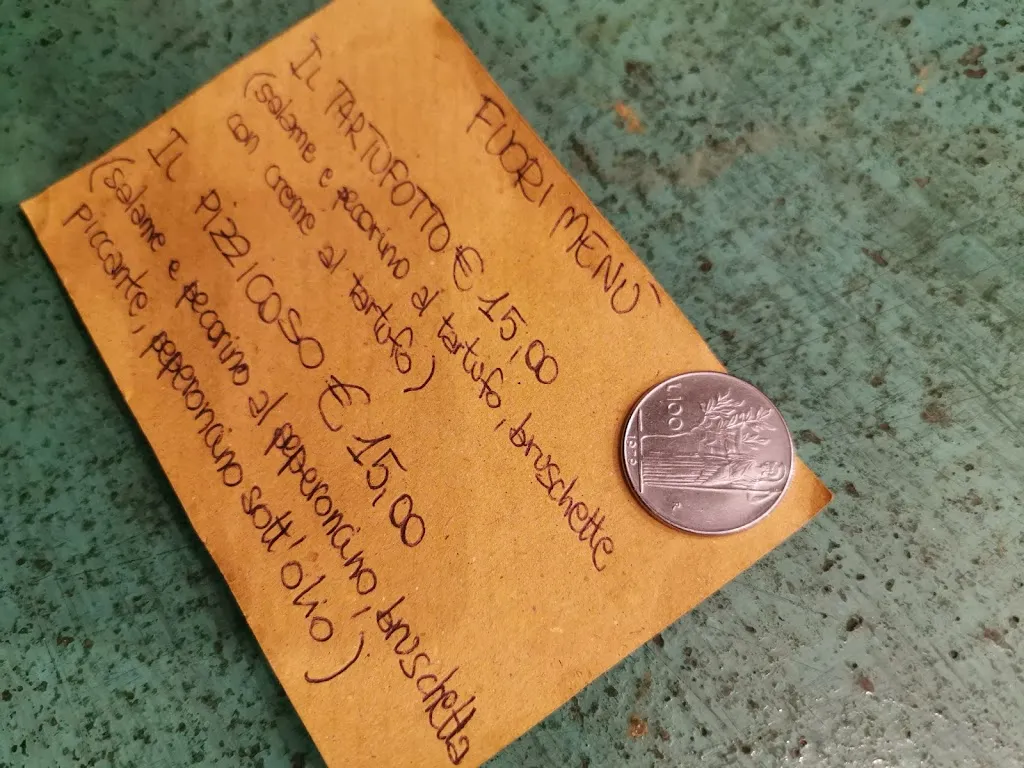 FUORI MENÙ
IL TARTUFOTTO € 15,00
(salame e pecorino al tartufo, bruschette
con creme al tartufo)
IL PIZZICOSO € 15,00
(salame e pecorino al peperoncino, bruschetta
piccante, peperoncino sott'olio)
L.100